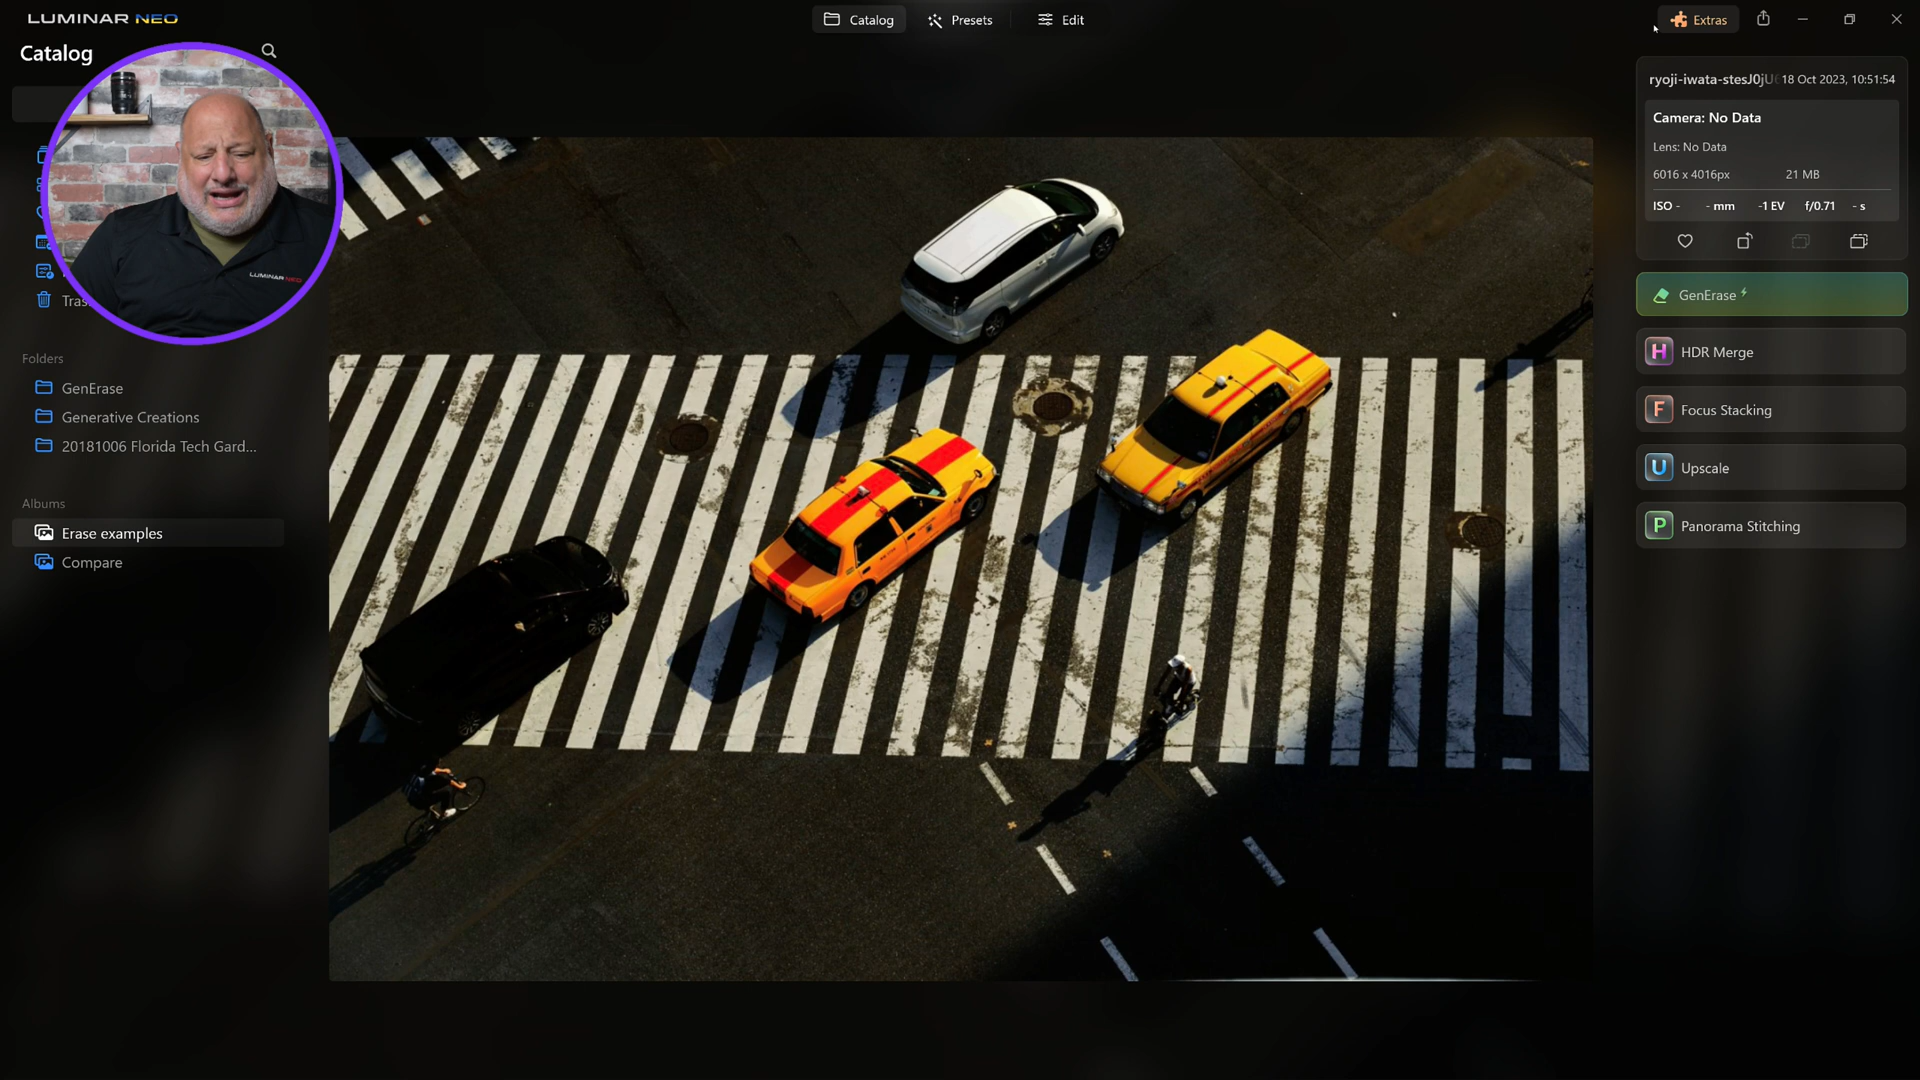 LUMINAR NEO
Catalog
Presets
Edit
Extras
Catalog
Folders
GenErase
Generative Creations
20181006 Florida Tech Gard...
Albums
Erase examples
Compare
LUMINAR NEO
ryoji-iwata-stesJ0jU 18 Oct 2023, 10:51:54
Camera: No Data
Lens: No Data
6016 x 4016px 21 MB
ISO - - mm -1 EV f/0.71 - s
GenErase
H HDR Merge
F Focus Stacking
U Upscale
P Panorama Stitching